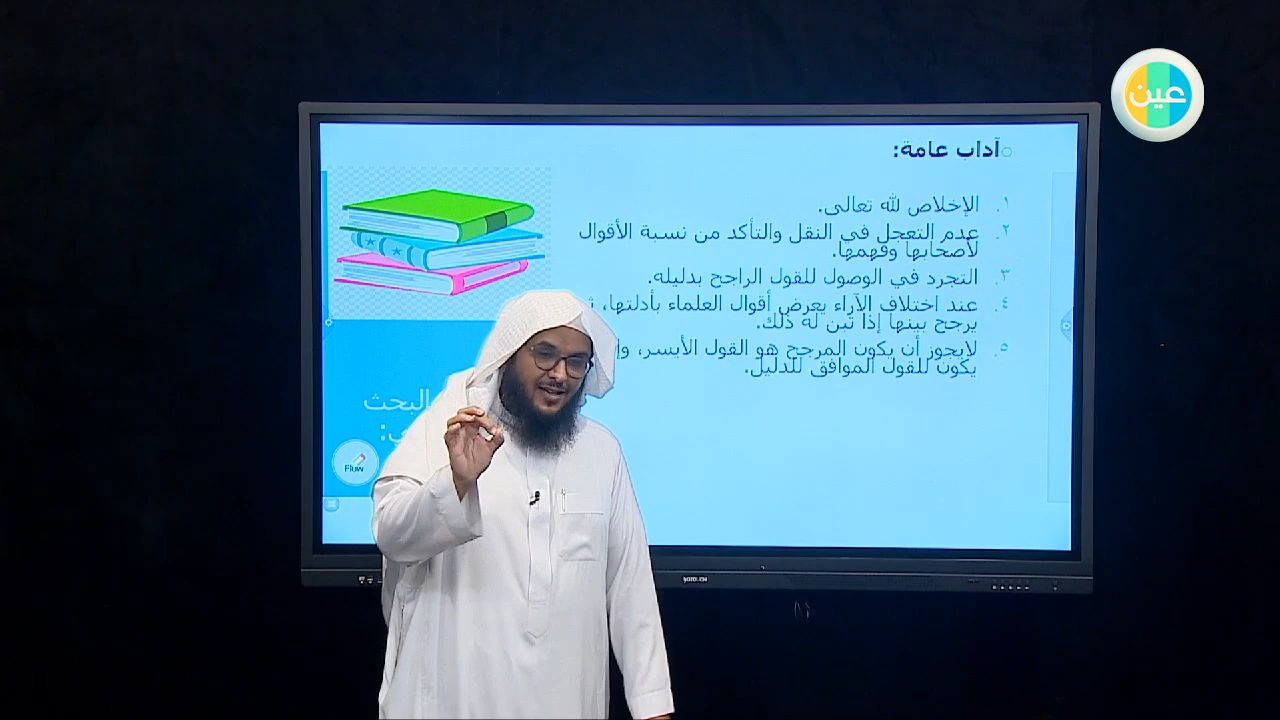 عين
آداب عامة:
١. الإخلاص لله تعالى.
٢. عدم التعجل في النقل والتأكد من نسبة الأقوال
لأصحابها وفهمها.
٣. التجرد في الوصول للقول الراجح بدليله.
٤. عند اختلاف الآراء يعرض أقوال العلماء بأدلتها،
يرجح بينها إذا تبن له ذلك.
٥. لايجوز أن يكون المرجح هو القول الأيسر،
يكون للقول الموافق للدليل.
البحث
Flow